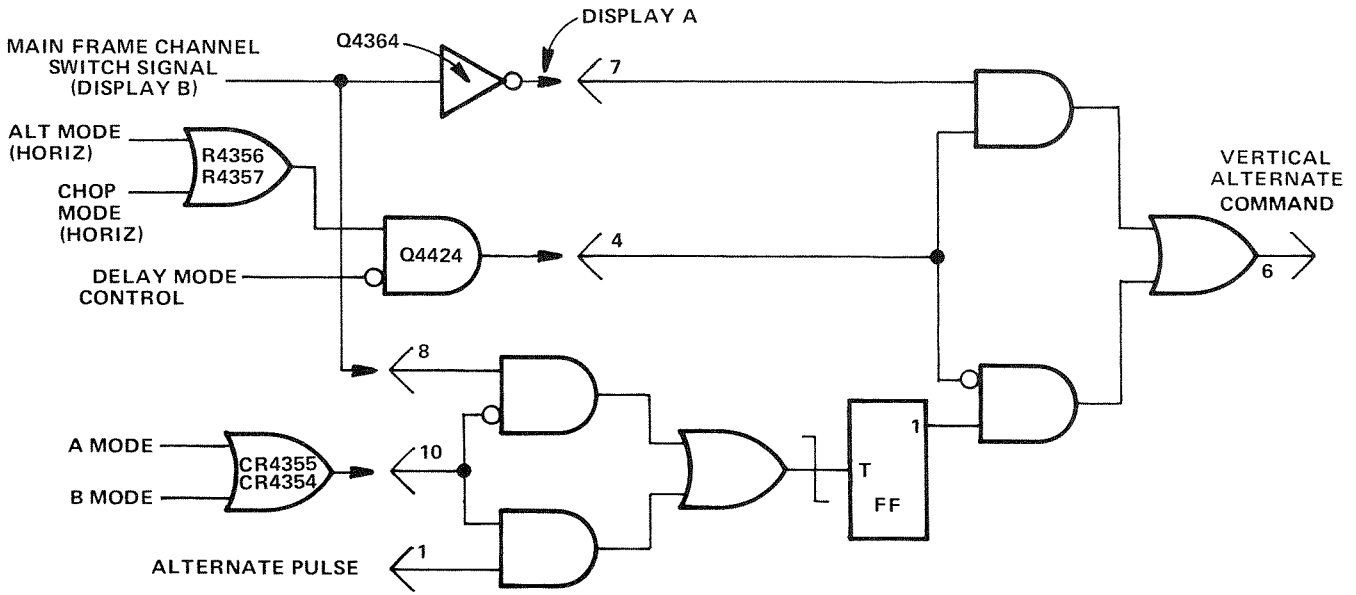 DISPLAY A
Q4364
MAIN FRAME CHANNEL
SWITCH SIGNAL
(DISPLAY B)
7
ALT MODE
(HORIZ)
R4356
R4357
CHOP
MODE
(HORIZ)
VERTICAL
ALTERNATE
COMMAND
6
Q4424
4
DELAY MODE
CONTROL
8
A MODE
B MODE
CR4355
CR4354
10
1
T
FF
ALTERNATE PULSE
1